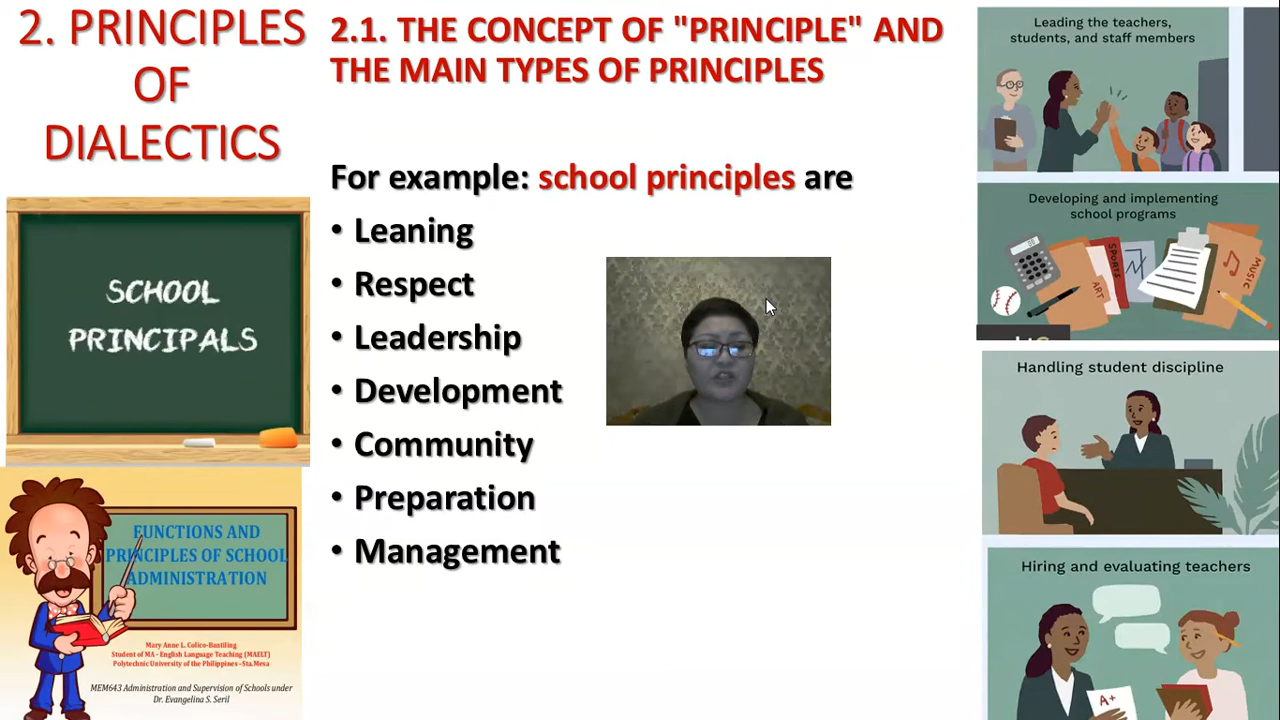 2. PRINCIPLES
OF
DIALECTICS
2.1. THE CONCEPT OF "PRINCIPLE" AND
THE MAIN TYPES OF PRINCIPLES
For example: school principles are
• Leaning
• Respect
• Leadership
• Development
• Community
• Preparation
• Management
SCHOOL
PRINCIPALS
FUNCTIONS AND
PRINCIPLES OF SCHOOL
ADMINISTRATION
Mary Anne L. Colico-Bantiling
Student of MA - English Language Teaching (MAELT)
Polytechnic University of the Philippines -Sta.Mesa
MEM643 Administration and Supervision of Schools under
Dr. Evangelina S. Seril
Leading the teachers,
students, and staff members
Developing and implementing
school programs
ART
SPORTS
MUSIC
Handling student discipline
Hiring and evaluating teachers
A+